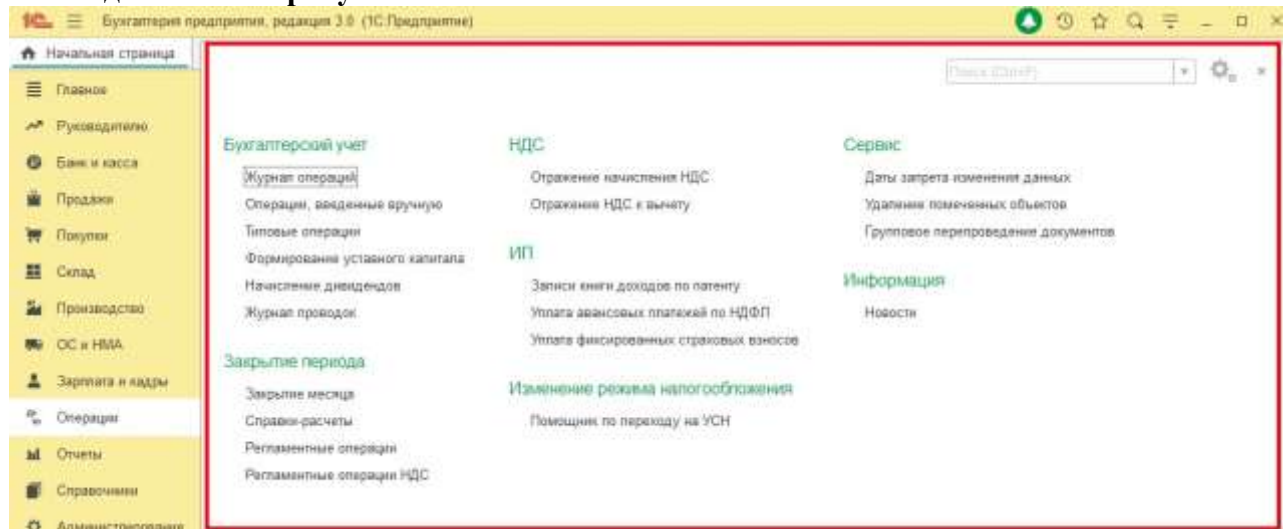 1С Бухгалтерия предприятия, редакция 3.0 (1С:Предприятие)
Начальная страница
Главное
Руководителю
Банк и касса
Продажи
Покупки
Склад
Производство
ОС и НМА
Зарплата и кадры
Операции
Отчеты
Справочники
Администрирование
Поиск (Ctrl+F)
Бухгалтерский учет
Журнал операций
Операции, введенные вручную
Типовые операции
Формирование уставного капитала
Начисление дивидендов
Журнал проводок
Закрытие периода
Закрытие месяца
Справки-расчеты
Регламентные операции
Регламентные операции НДС
НДС
Отражение начисления НДС
Отражение НДС к вычету
ИП
Записи книги доходов по патенту
Уплата авансовых платежей по НДФЛ
Уплата фиксированных страховых взносов
Изменение режима налогообложения
Помощник по переходу на УСН
Сервис
Даты запрета изменения данных
Удаление помеченных объектов
Групповое перепроведение документов
Информация
Новости